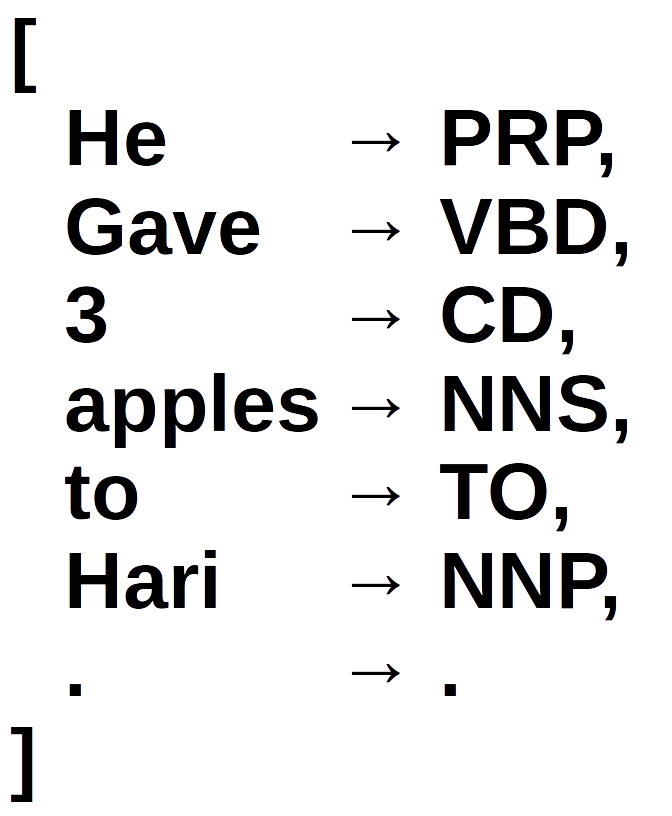 [
He → PRP,
Gave → VBD,
3 → CD,
apples → NNS,
to → TO,
Hari → NNP,
. → .
]